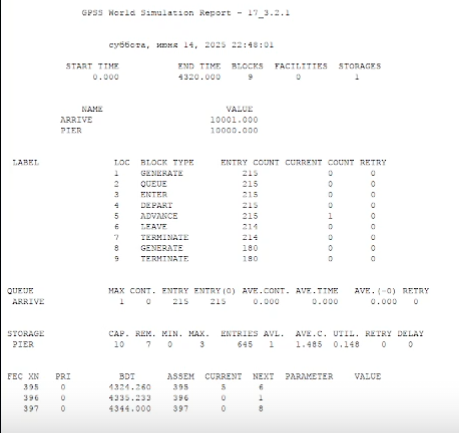 GPSS World Simulation Report - 17_3.2.1
суббота, июня 14, 2025 22:48:01
START TIME END TIME BLOCKS FACILITIES STORAGES
0.000 4320.000 9 0 1
NAME VALUE
ARRIVE 10001.000
PIER 10000.000
LABEL LOC BLOCK TYPE ENTRY COUNT CURRENT COUNT RETRY
1 GENERATE 215 0 0
2 QUEUE 215 0 0
3 ENTER 215 0 0
4 DEPART 215 0 0
5 ADVANCE 215 1 0
6 LEAVE 214 0 0
7 TERMINATE 214 0 0
8 GENERATE 180 0 0
9 TERMINATE 180 0 0
QUEUE MAX CONT. ENTRY ENTRY(0) AVE.CONT. AVE.TIME AVE.(-0) RETRY
ARRIVE 1 0 215 215 0.000 0.000 0.000 0
STORAGE CAP. REM. MIN. MAX. ENTRIES AVL. AVE.C. UTIL. RETRY DELAY
PIER 10 7 0 3 645 1 1.485 0.148 0 0
FEC XN PRI BDT ASSEM CURRENT NEXT PARAMETER VALUE
395 0 4324.260 395 5 6
396 0 4335.233 396 0 1
397 0 4344.000 397 0 8